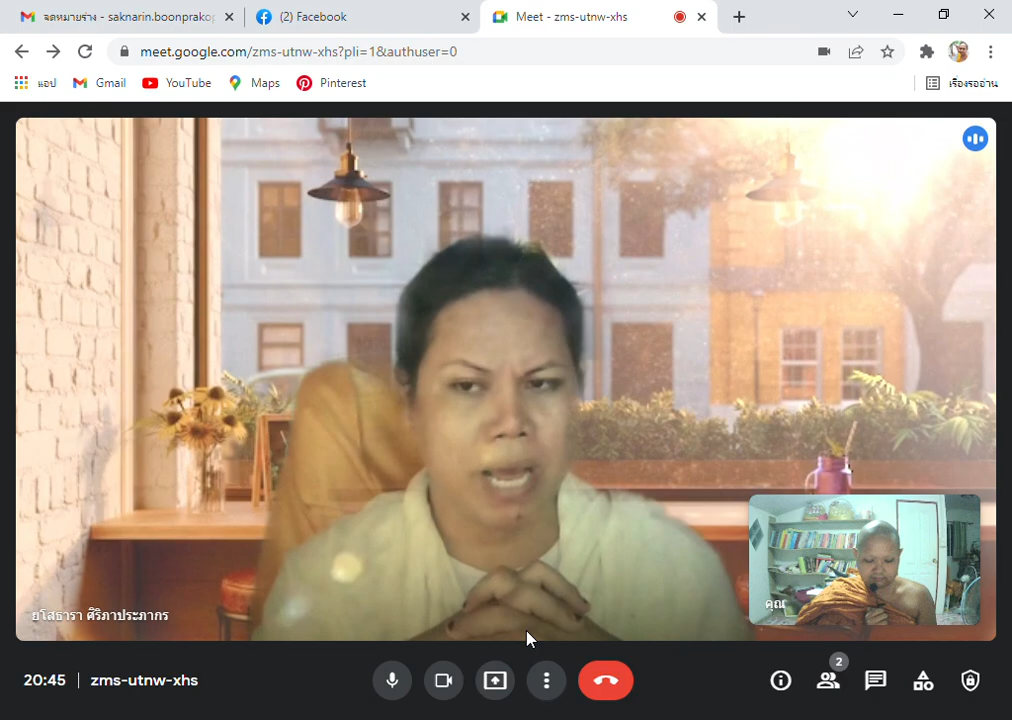 จดหมายร่าง - saknarin.boonprako
(2) Facebook
Meet - zms-utnw-xhs
meet.google.com/zms-utnw-xhs?pli=1&authuser=0
แอป
Gmail
YouTube
Maps
Pinterest
เรื่องรออ่าน
ยโสธารา ศิริภาประภากร
คุณ
20:45
zms-utnw-xhs
2